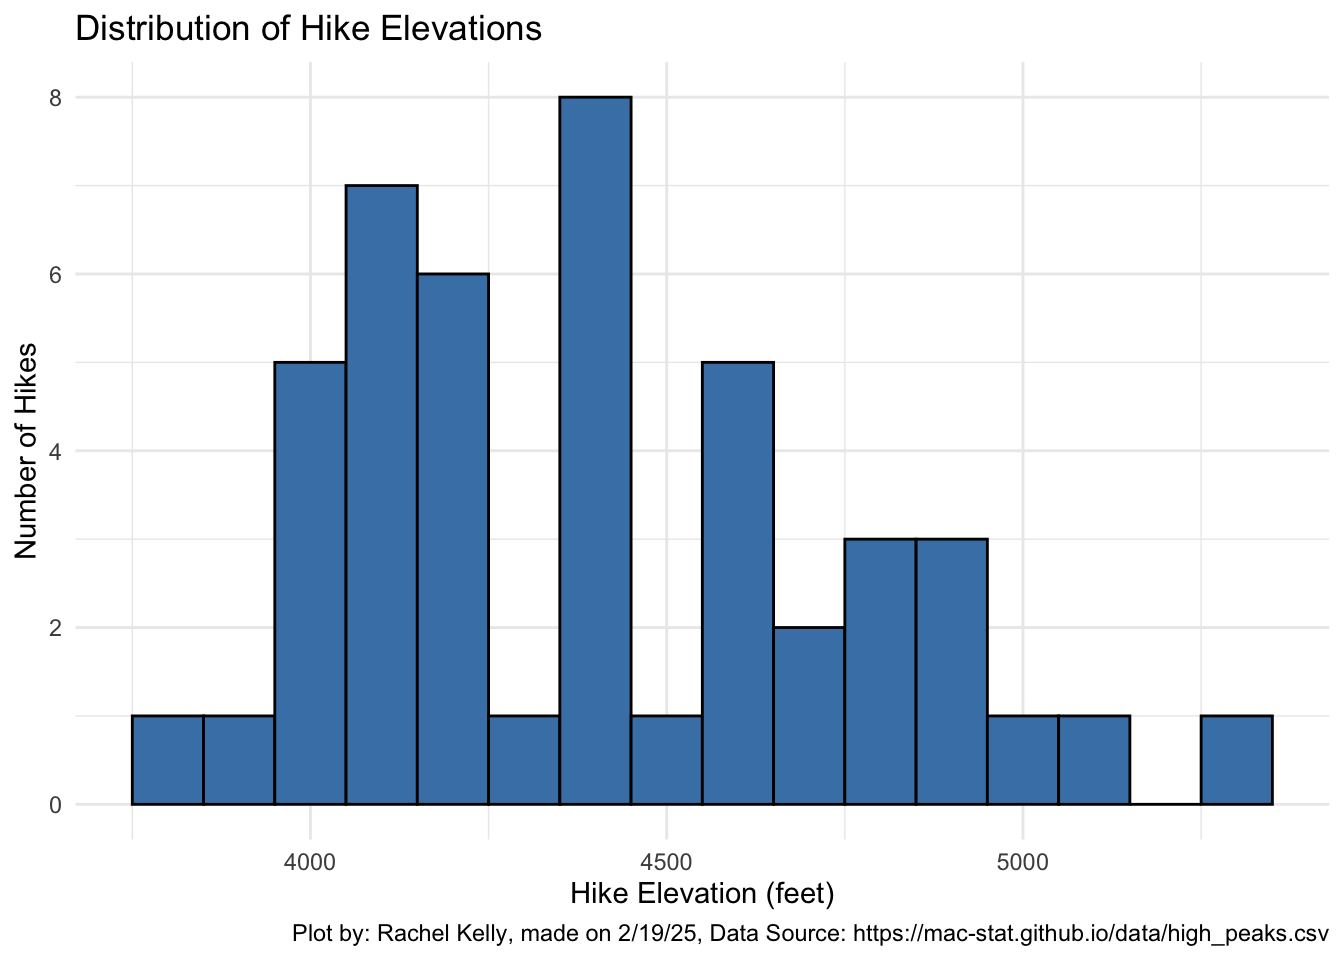 Distribution of Hike Elevations
8
6
4
2
0
Number of Hikes
4000 4500 5000
Hike Elevation (feet)
Plot by: Rachel Kelly, made on 2/19/25, Data Source: https://mac-stat.github.io/data/high_peaks.csv